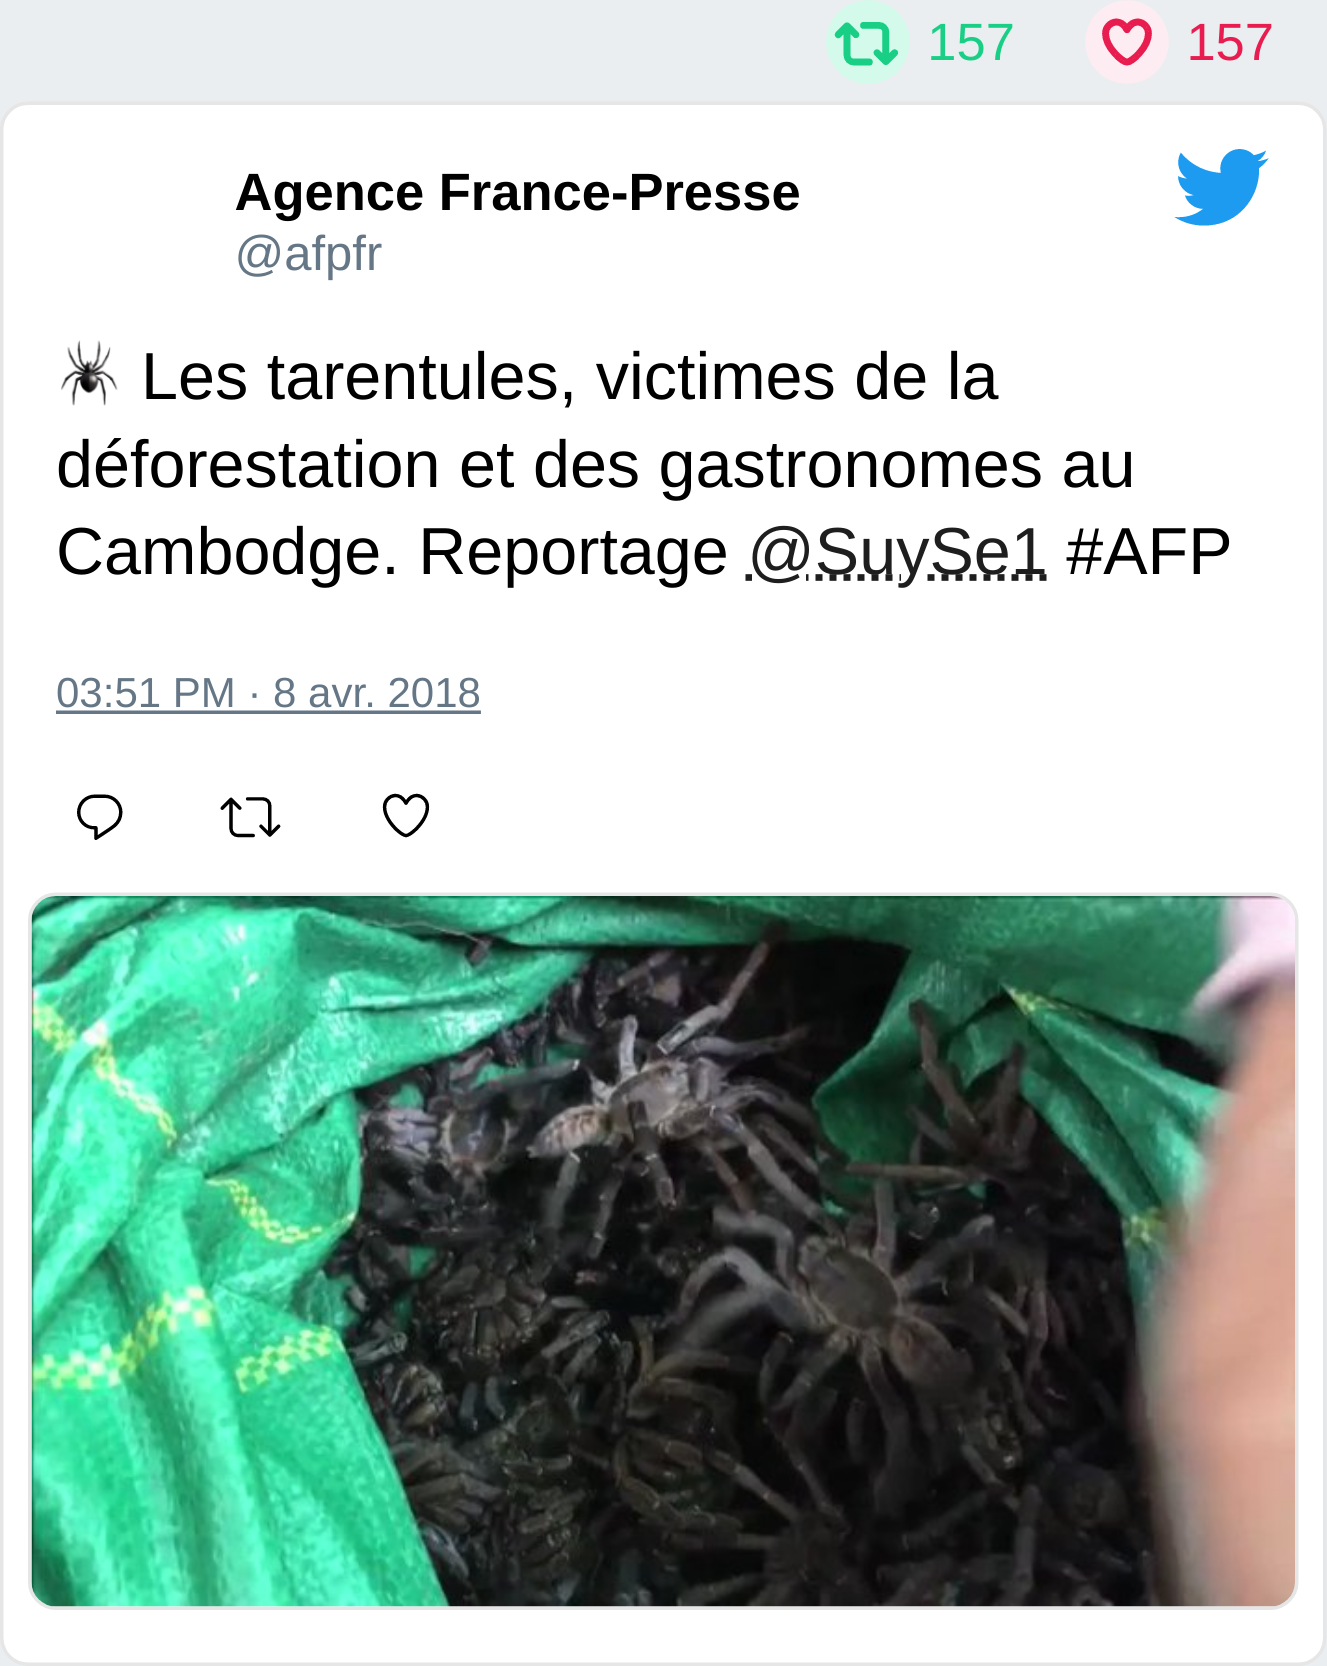 157 157
Agence France-Presse
@afpfr
🕷 Les tarentules, victimes de la
déforestation et des gastronomes au
Cambodge. Reportage @SuySe1 #AFP
03:51 PM · 8 avr. 2018